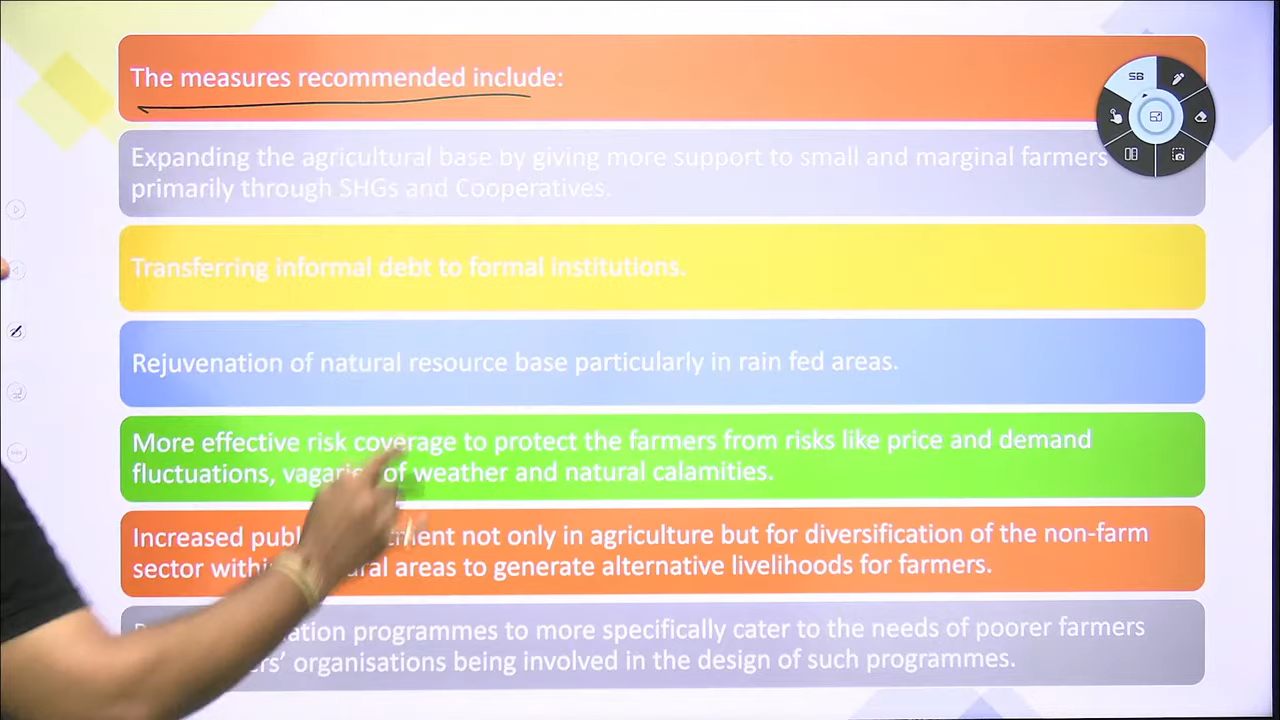 The measures recommended include:
SB
Expanding the agricultural base by giving more support to small and marginal farmers
primarily through SHGs and Cooperatives.
Transferring informal debt to formal institutions.
Rejuvenation of natural resource base particularly in rain fed areas.
More effective risk coverage to protect the farmers from risks like price and demand
fluctuations, of weather and natural calamities.
Increased not only in agriculture but for diversification of the non-farm
sector areas to generate alternative livelihoods for farmers.
programmes to more specifically cater to the needs of poorer farmers
organisations being involved in the design of such programmes.